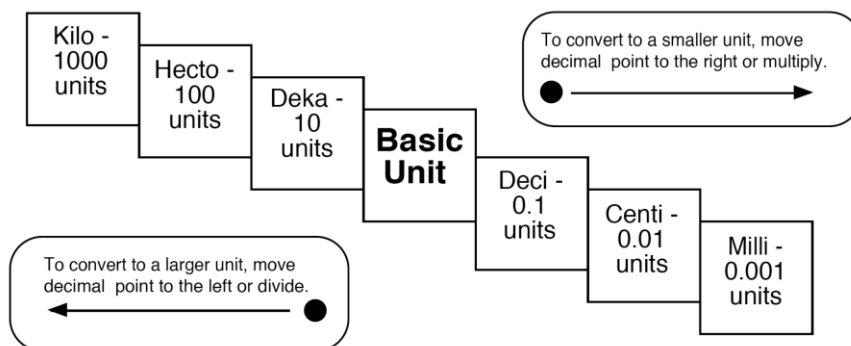 Kilo -
1000
units
Hecto -
100
units
Deka -
10
units
Basic
Unit
Deci -
0.1
units
Centi -
0.01
units
Milli -
0.001
units
To convert to a smaller unit, move
decimal point to the right or multiply.
To convert to a larger unit, move
decimal point to the left or divide.